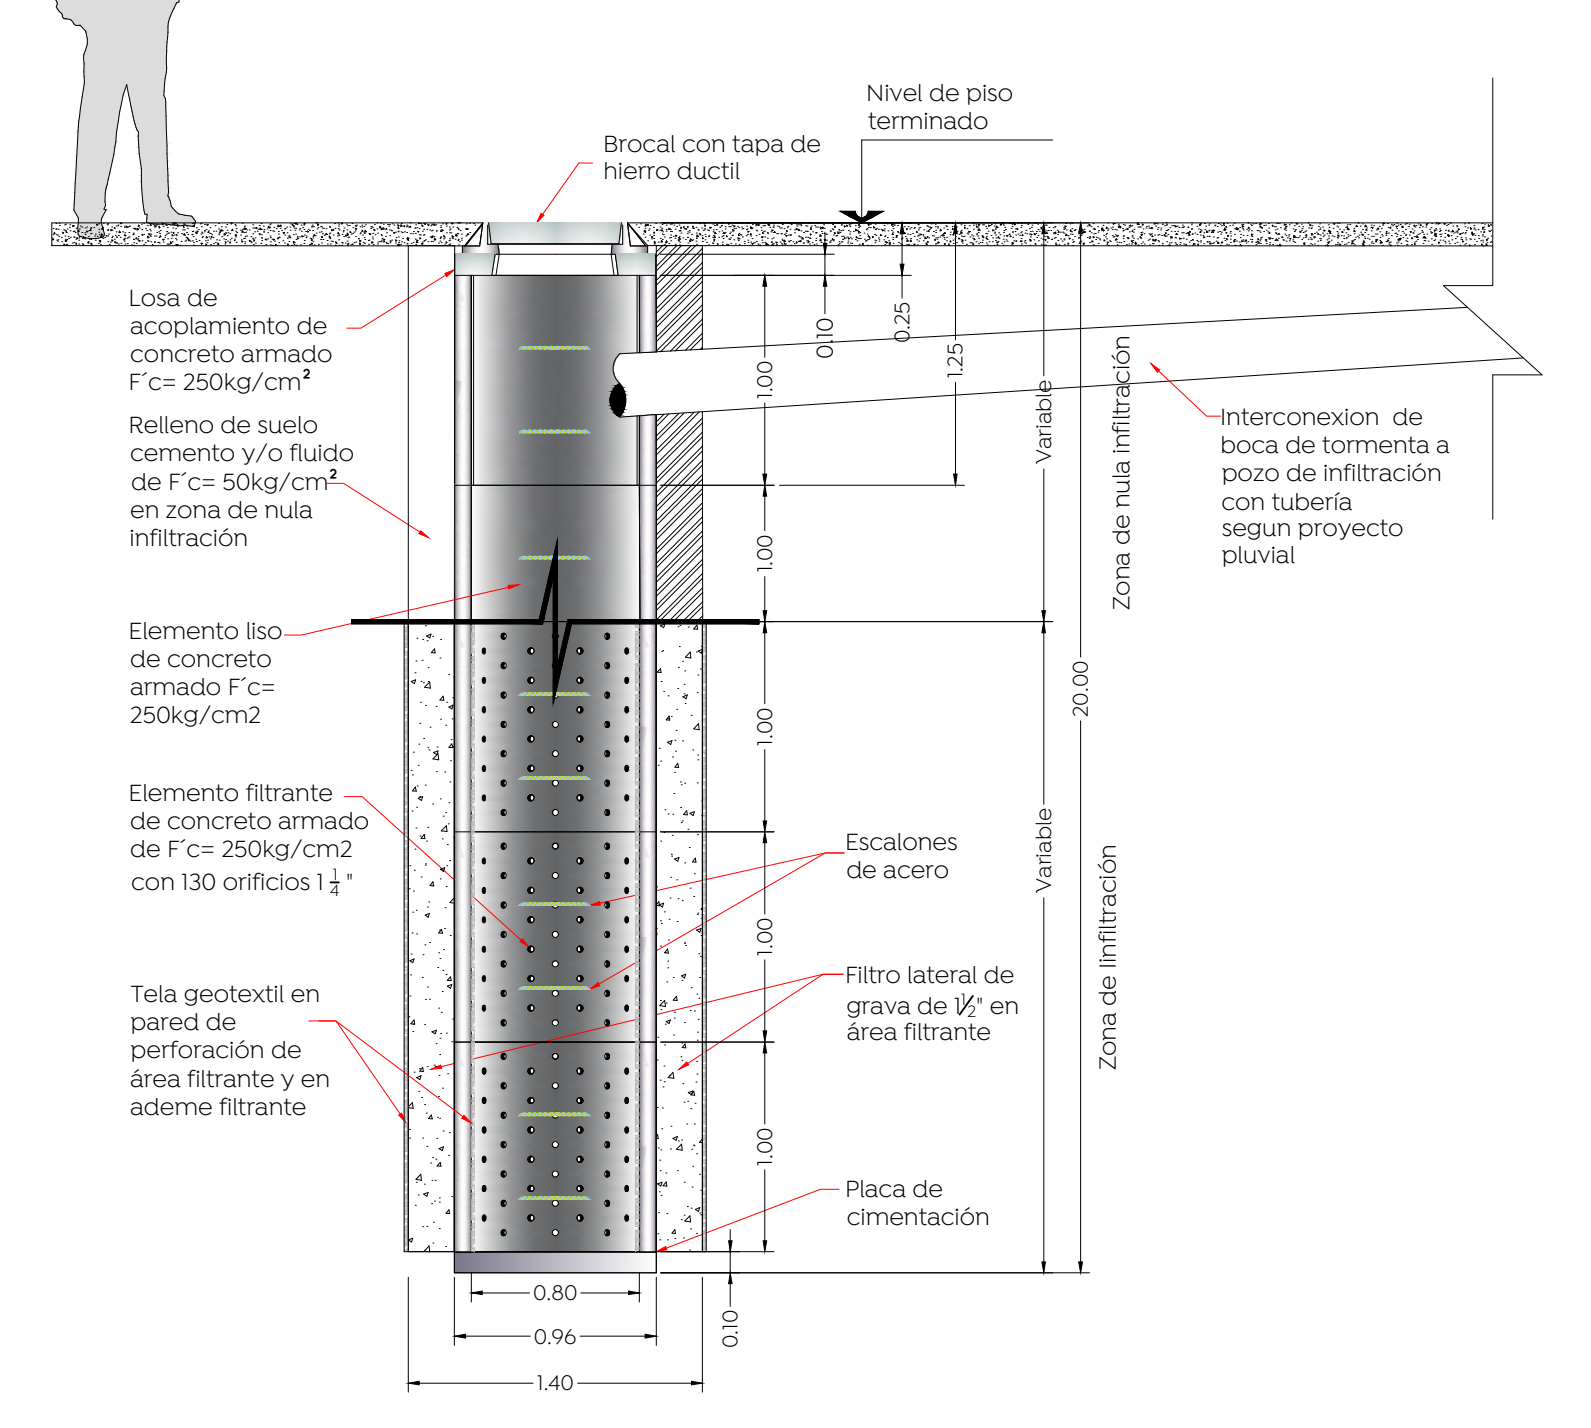 Nivel de piso
terminado
Brocal con tapa de
hierro ductil
Losa de
acoplamiento de
concreto armado
F´c= 250kg/cm²
Relleno de suelo
cemento y/o fluido
de F´c= 50kg/cm²
en zona de nula
infiltración
Elemento liso
de concreto
armado F´c=
250kg/cm2
Elemento filtrante
de concreto armado
de F´c= 250kg/cm2
con 130 orificios 1 1/4 "
Tela geotextil en
pared de
perforación de
área filtrante y en
ademe filtrante
0.10
0.25
1.25
1.00
1.00
1.00
1.00
1.00
Variable
Variable
20.00
Zona de nula infiltración
Zona de linfiltración
Interconexion de
boca de tormenta a
pozo de infiltración
con tubería
segun proyecto
pluvial
Escalones
de acero
Filtro lateral de
grava de 1½" en
área filtrante
Placa de
cimentación
0.10
0.80
0.96
1.40